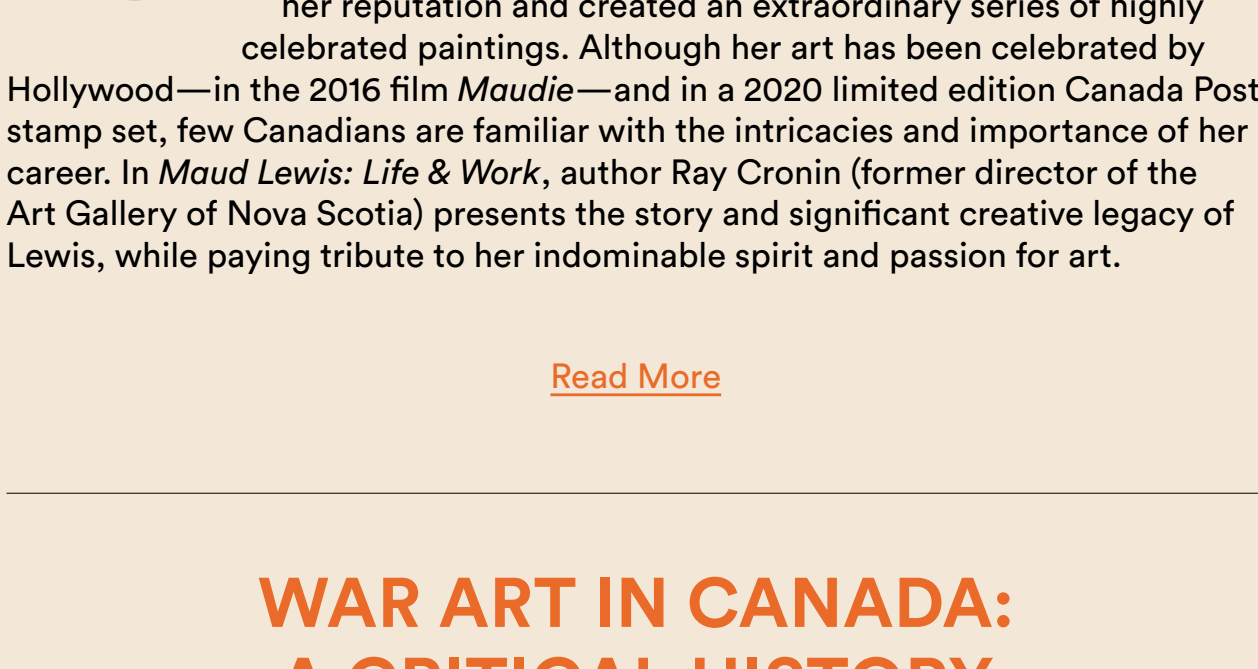 her reputation and created an extraordinary series of highly
celebrated paintings. Although her art has been celebrated by
Hollywood—in the 2016 film Maudie—and in a 2020 limited edition Canada Post
stamp set, few Canadians are familiar with the intricacies and importance of her
career. In Maud Lewis: Life & Work, author Ray Cronin (former director of the
Art Gallery of Nova Scotia) presents the story and significant creative legacy of
Lewis, while paying tribute to her indominable spirit and passion for art.
Read More
WAR ART IN CANADA:
A CRITICAL HISTORY